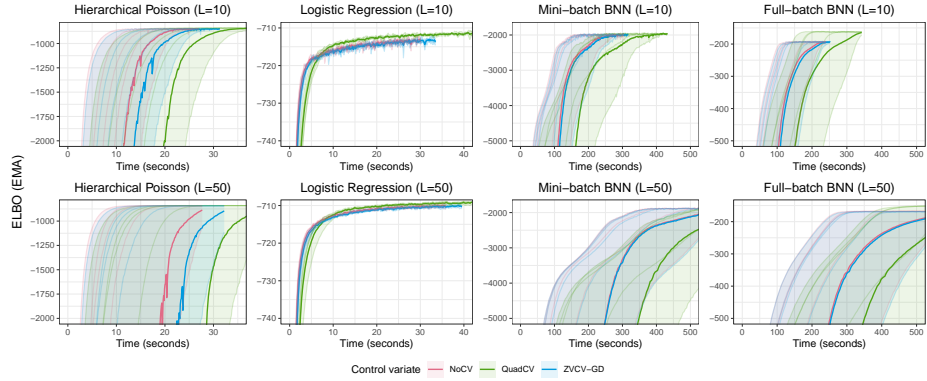 Hierarchical Poisson (L=10)
Logistic Regression (L=10)
Mini−batch BNN (L=10)
Full−batch BNN (L=10)
−1000
−1250
−1500
−1750
−2000
0 10 20 30
Time (seconds)
−710
−720
−730
−740
0 10 20 30 40
Time (seconds)
−2000
−3000
−4000
−5000
0 100 200 300 400 500
Time (seconds)
−200
−300
−400
−500
0 100 200 300 400 500
Time (seconds)
ELBO (EMA)
Hierarchical Poisson (L=50)
Logistic Regression (L=50)
Mini−batch BNN (L=50)
Full−batch BNN (L=50)
−1000
−1250
−1500
−1750
−2000
0 10 20 30
Time (seconds)
−710
−720
−730
−740
0 10 20 30 40
Time (seconds)
−2000
−3000
−4000
−5000
0 100 200 300 400 500
Time (seconds)
−200
−300
−400
−500
0 100 200 300 400 500
Time (seconds)
Control variate NoCV QuadCV ZVCV−GD